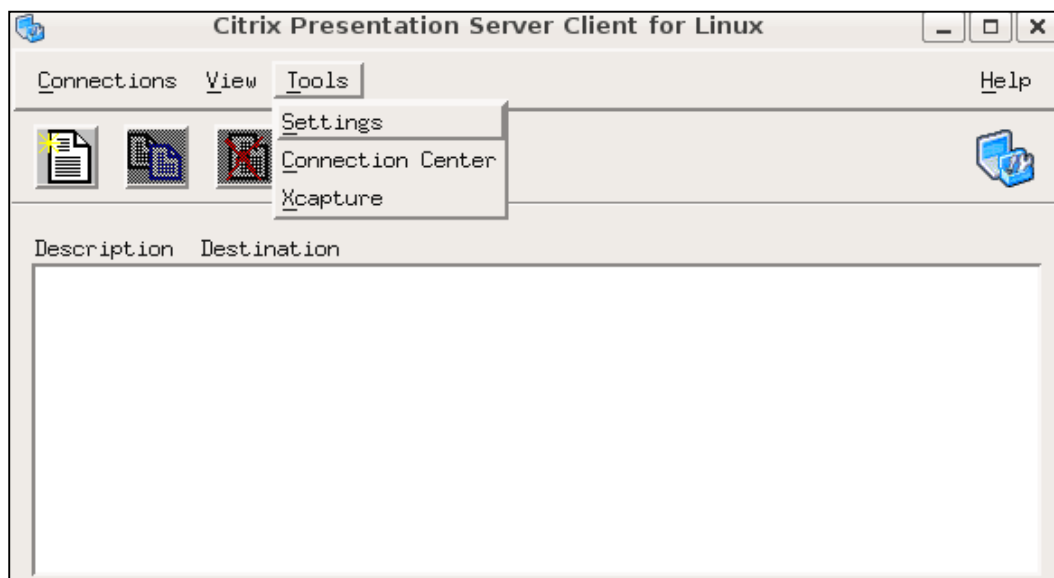 Citrix Presentation Server Client for Linux
Connections View Tools Help
Settings
Connection Center
Xcapture
Description Destination